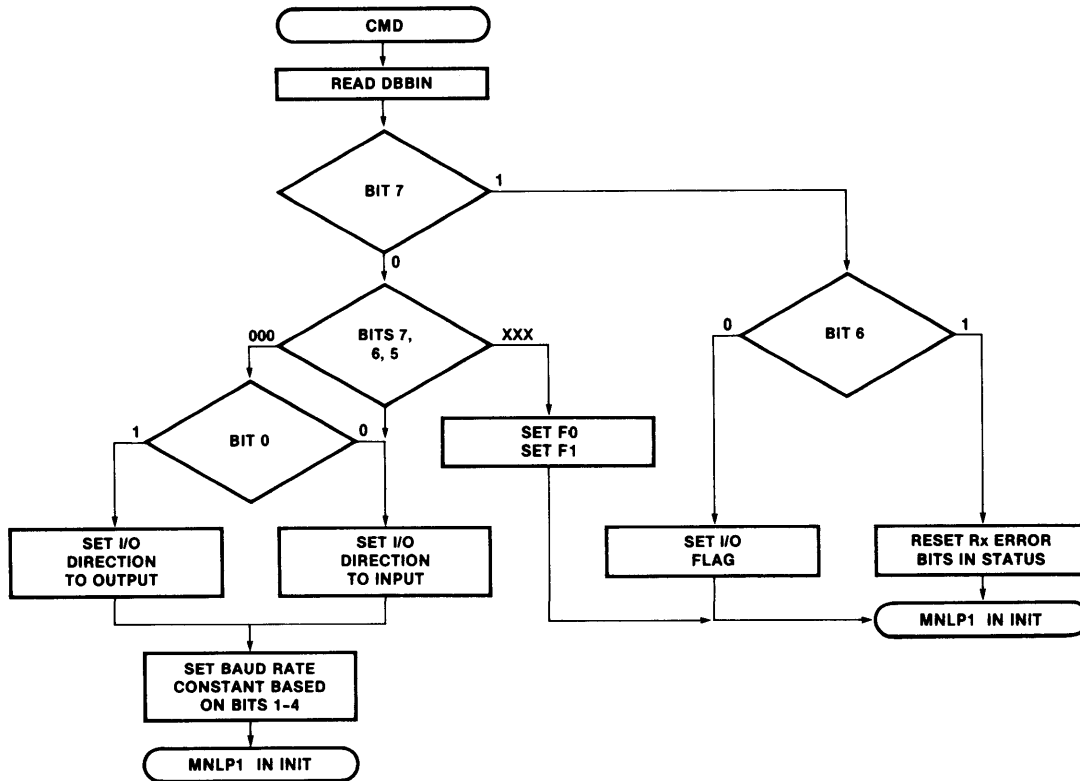 CMD
READ DBBIN
BIT 7
1
0
BITS 7,
6, 5
000
XXX
BIT 6
0
1
BIT 0
1
0
SET F0
SET F1
SET I/O
DIRECTION
TO OUTPUT
SET I/O
DIRECTION
TO INPUT
SET I/O
FLAG
RESET Rx ERROR
BITS IN STATUS
MNLP1 IN INIT
SET BAUD RATE
CONSTANT BASED
ON BITS 1-4
MNLP1 IN INIT